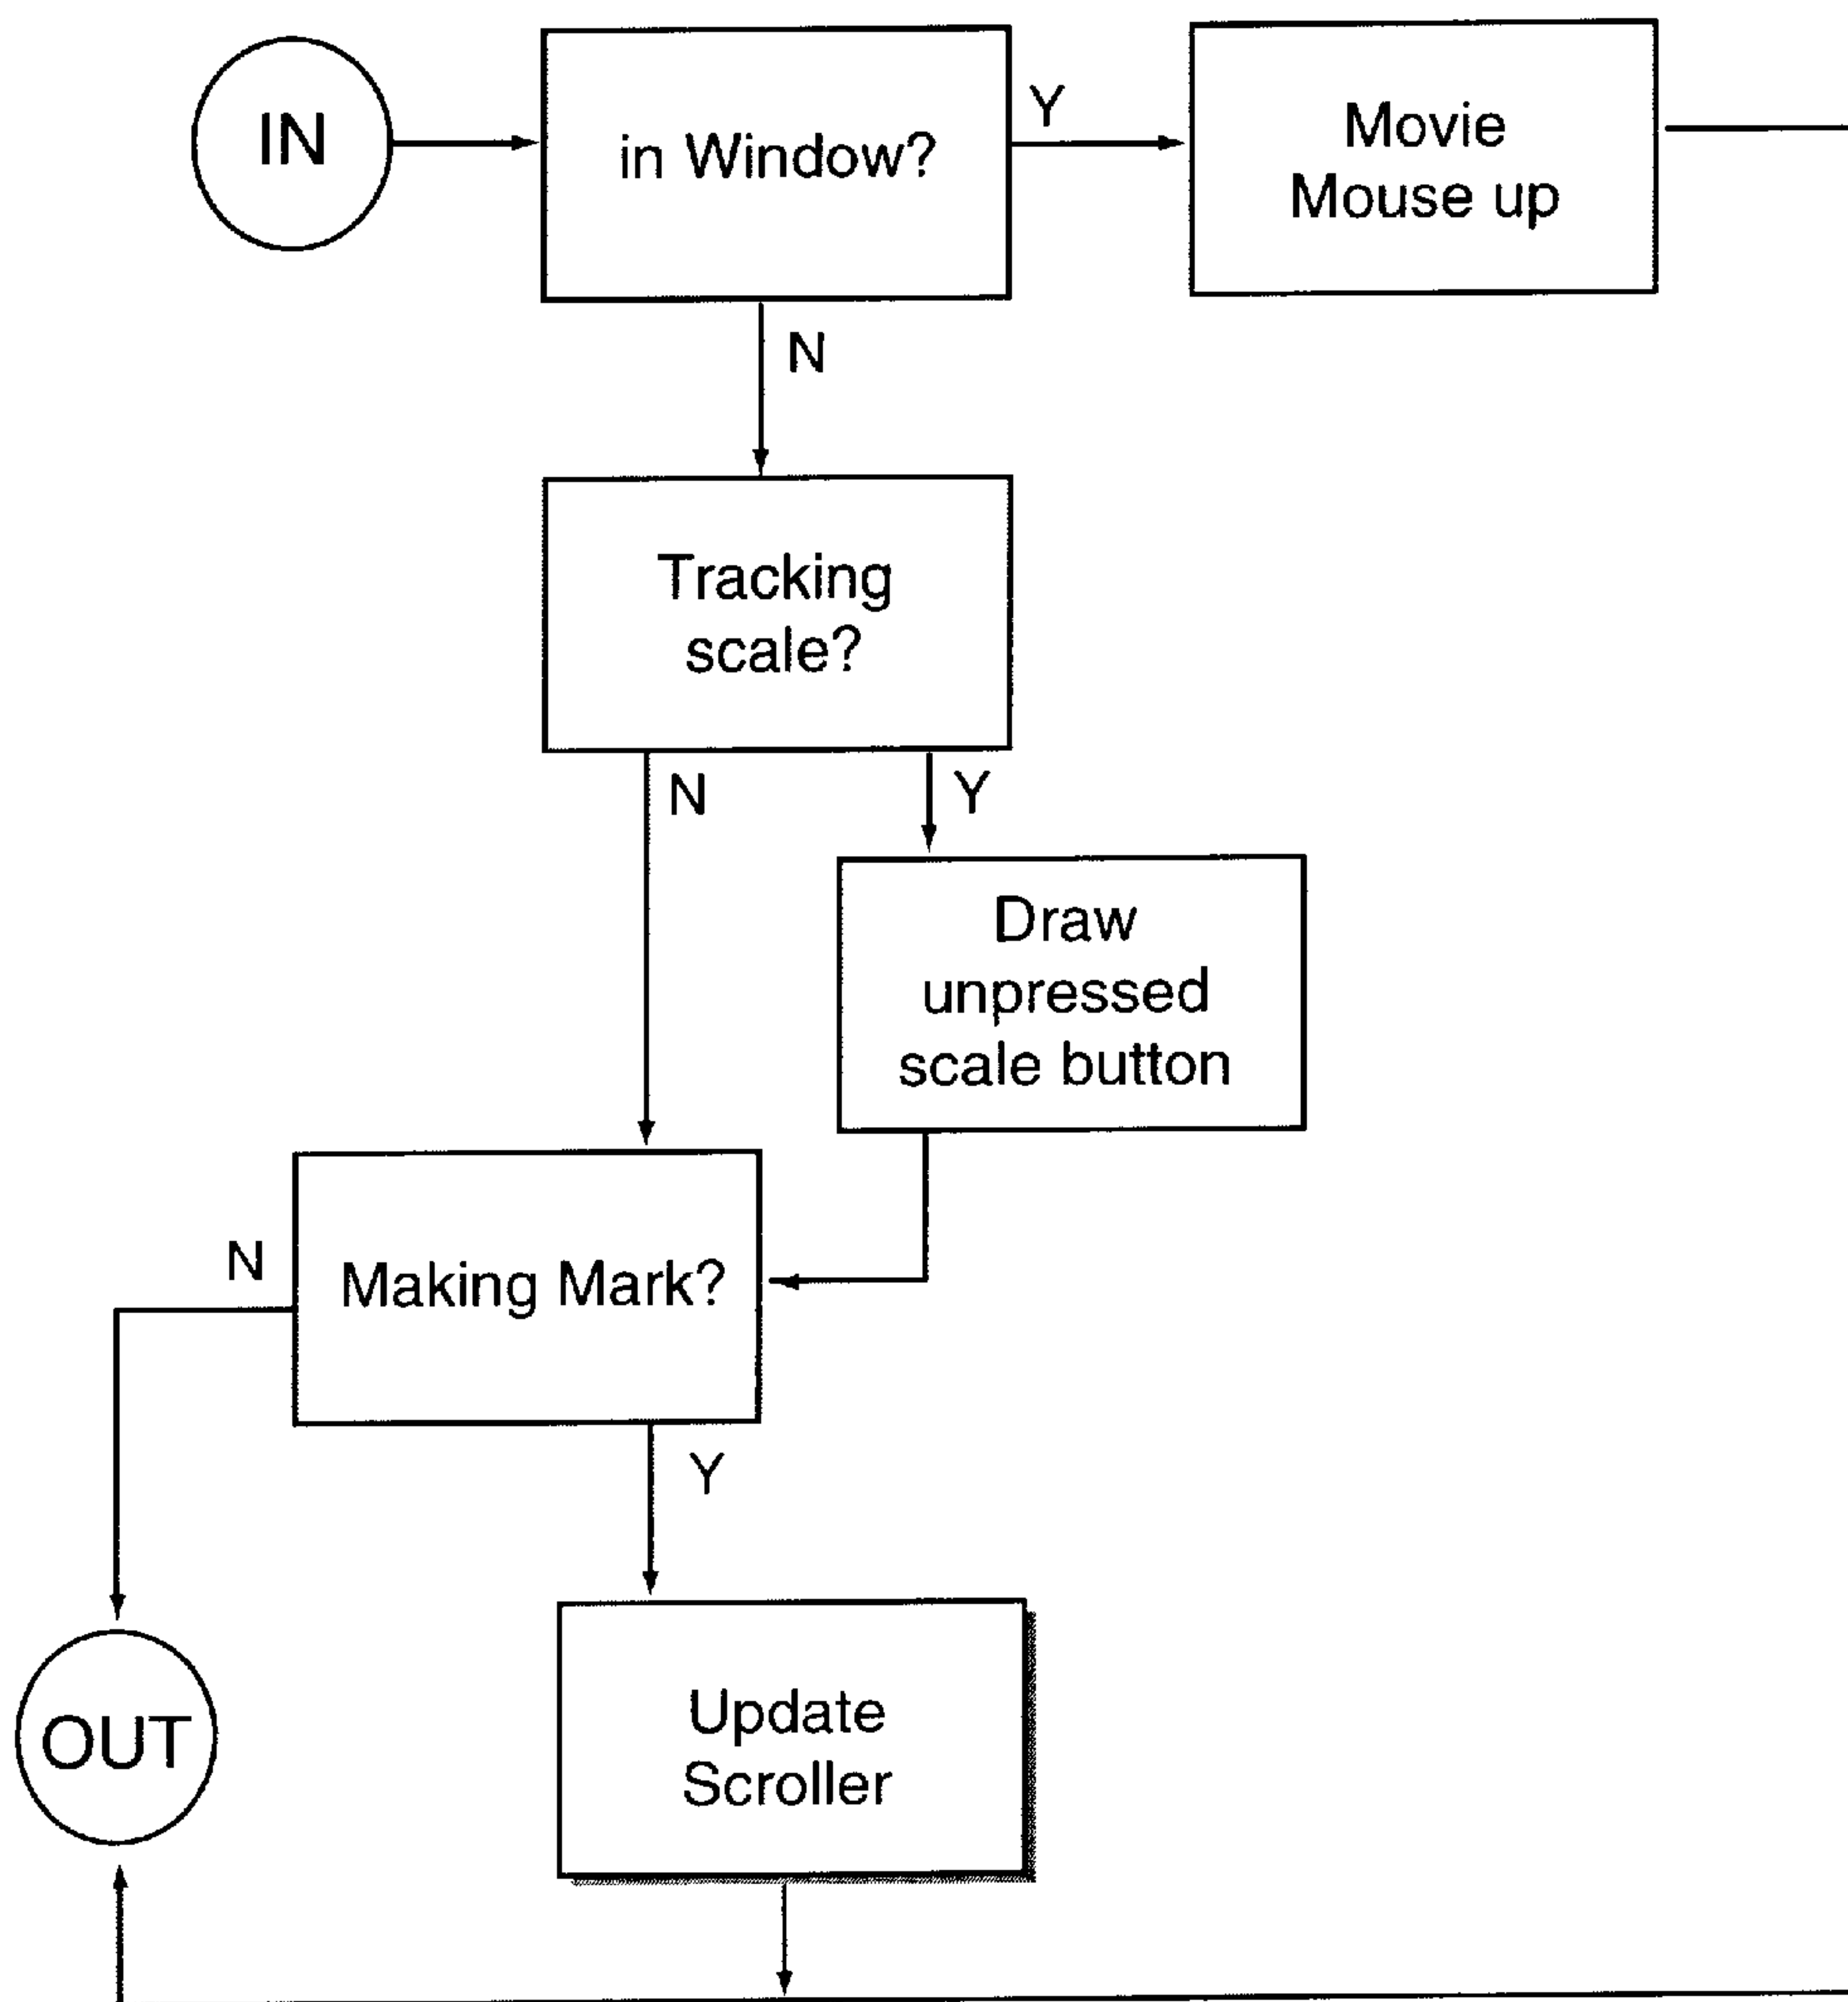 IN
in Window?
Y
Movie
Mouse up
N
Tracking
scale?
N
Y
Draw
unpressed
scale button
N
Making Mark?
Y
OUT
Update
Scroller